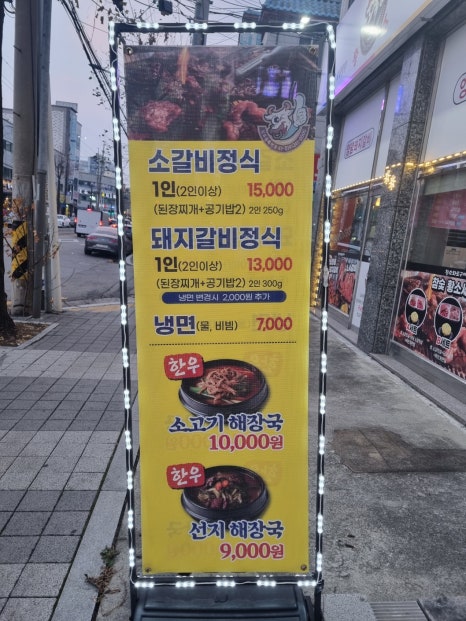 소갈비정식
1인(2인이상) 15,000
(된장찌개+공기밥2) 2인 250g
돼지갈비정식
1인(2인이상) 13,000
(된장찌개+공기밥2) 2인 300g
냉면 변경시 2,000원 추가
냉면(물, 비빔) 7,000
한우
소고기 해장국
10,000원
한우
선지 해장국
9,000원